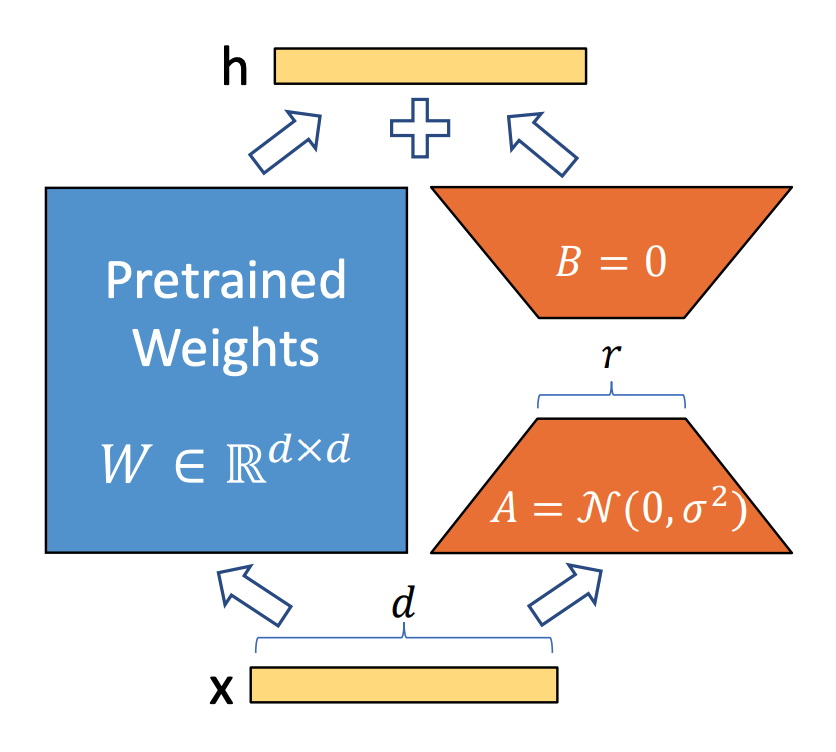 h
Pretrained
Weights
W ∈ ℝ^{d×d}
B = 0
r
A = 𝒩(0, σ²)
d
x